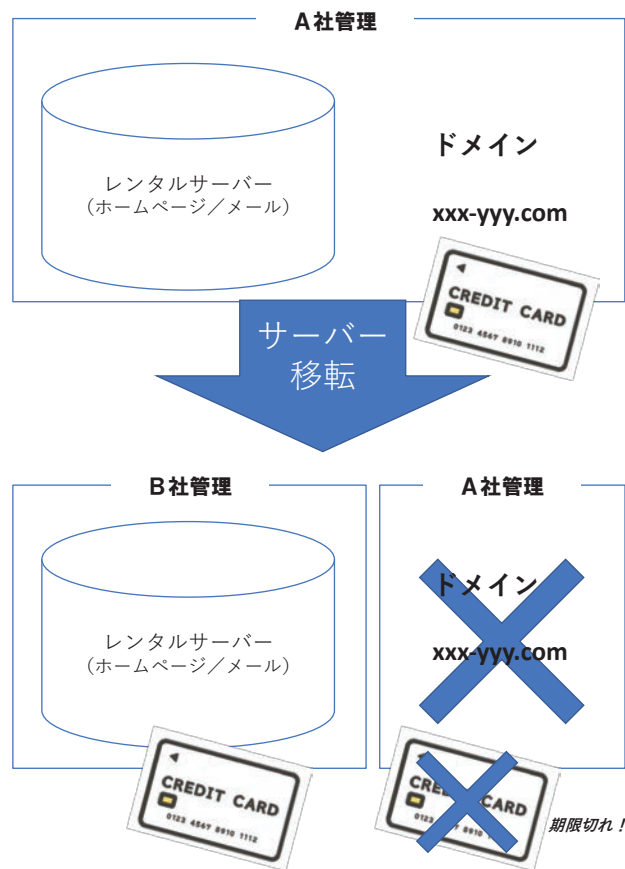 A社管理
レンタルサーバー
（ホームページ／メール）
ドメイン
xxx-yyy.com
CREDIT CARD
0123 4567 8910 1112
サーバー
移転
B社管理
レンタルサーバー
（ホームページ／メール）
CREDIT CARD
0123 4567 8910 1112
A社管理
ドメイン
xxx-yyy.com
CREDIT CARD
8910 1112
期限切れ！